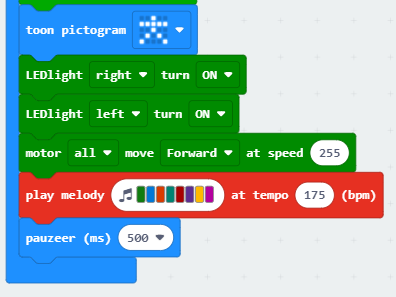 toon pictogram
LEDlight right turn ON
LEDlight left turn ON
motor all move Forward at speed 255
play melody at tempo 175 (bpm)
pauzeer (ms) 500